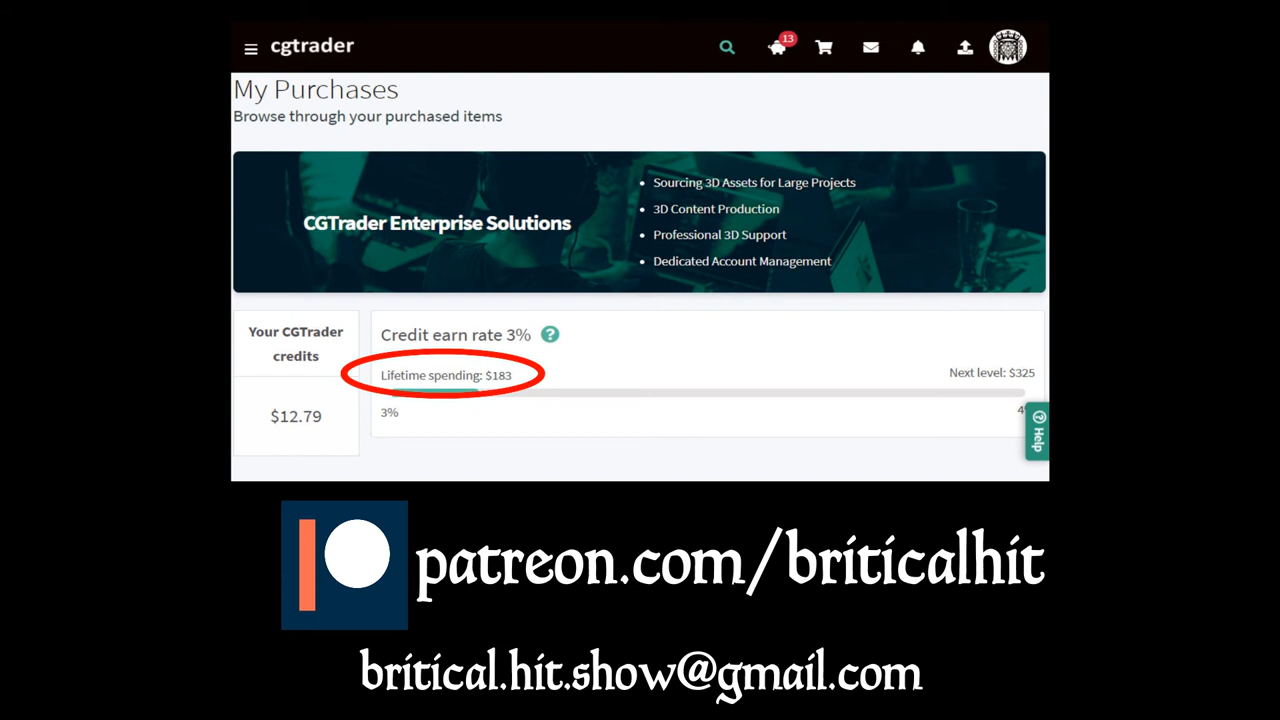 cgtrader
13
My Purchases
Browse through your purchased items
CGTrader Enterprise Solutions
• Sourcing 3D Assets for Large Projects
• 3D Content Production
• Professional 3D Support
• Dedicated Account Management
Your CGTrader
credits
$12.79
Credit earn rate 3% ?
Lifetime spending: $183
Next level: $325
3%
? Help
patreon.com/briticalhit
britical.hit.show@gmail.com